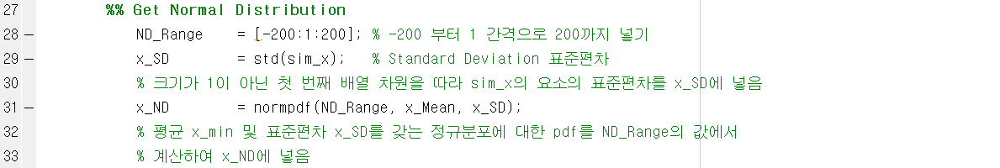 27 %% Get Normal Distribution
28 – ND_Range = [-200:1:200]; % -200 부터 1 간격으로 200까지 넣기
29 – x_SD = std(sim_x); % Standard Deviation 표준편차
30 % 크기가 1이 아닌 첫 번째 배열 차원을 따라 sim_x의 요소의 표준편차를 x_SD에 넣음
31 – x_ND = normpdf(ND_Range, x_Mean, x_SD);
32 % 평균 x_min 및 표준편차 x_SD를 갖는 정규분포에 대한 pdf를 ND_Range의 값에서
33 % 계산하여 x_ND에 넣음